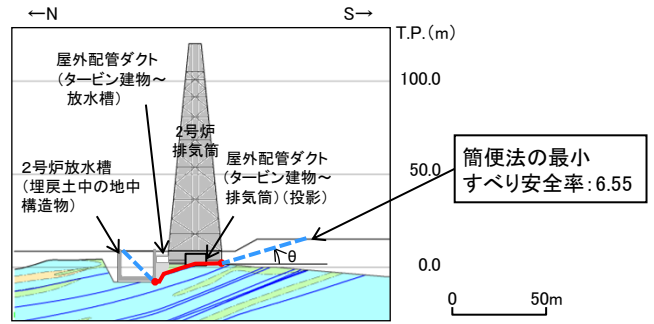 ←N
S→
T.P.(m)
屋外配管ダクト
(タービン建物～
放水槽)
100.0
2号炉
排気筒
屋外配管ダクト
(タービン建物～
排気筒)(投影)
2号炉放水槽
(埋戻土中の地中
構造物)
50.0
簡便法の最小
すべり安全率:6.55
θ
0.0
0
50m